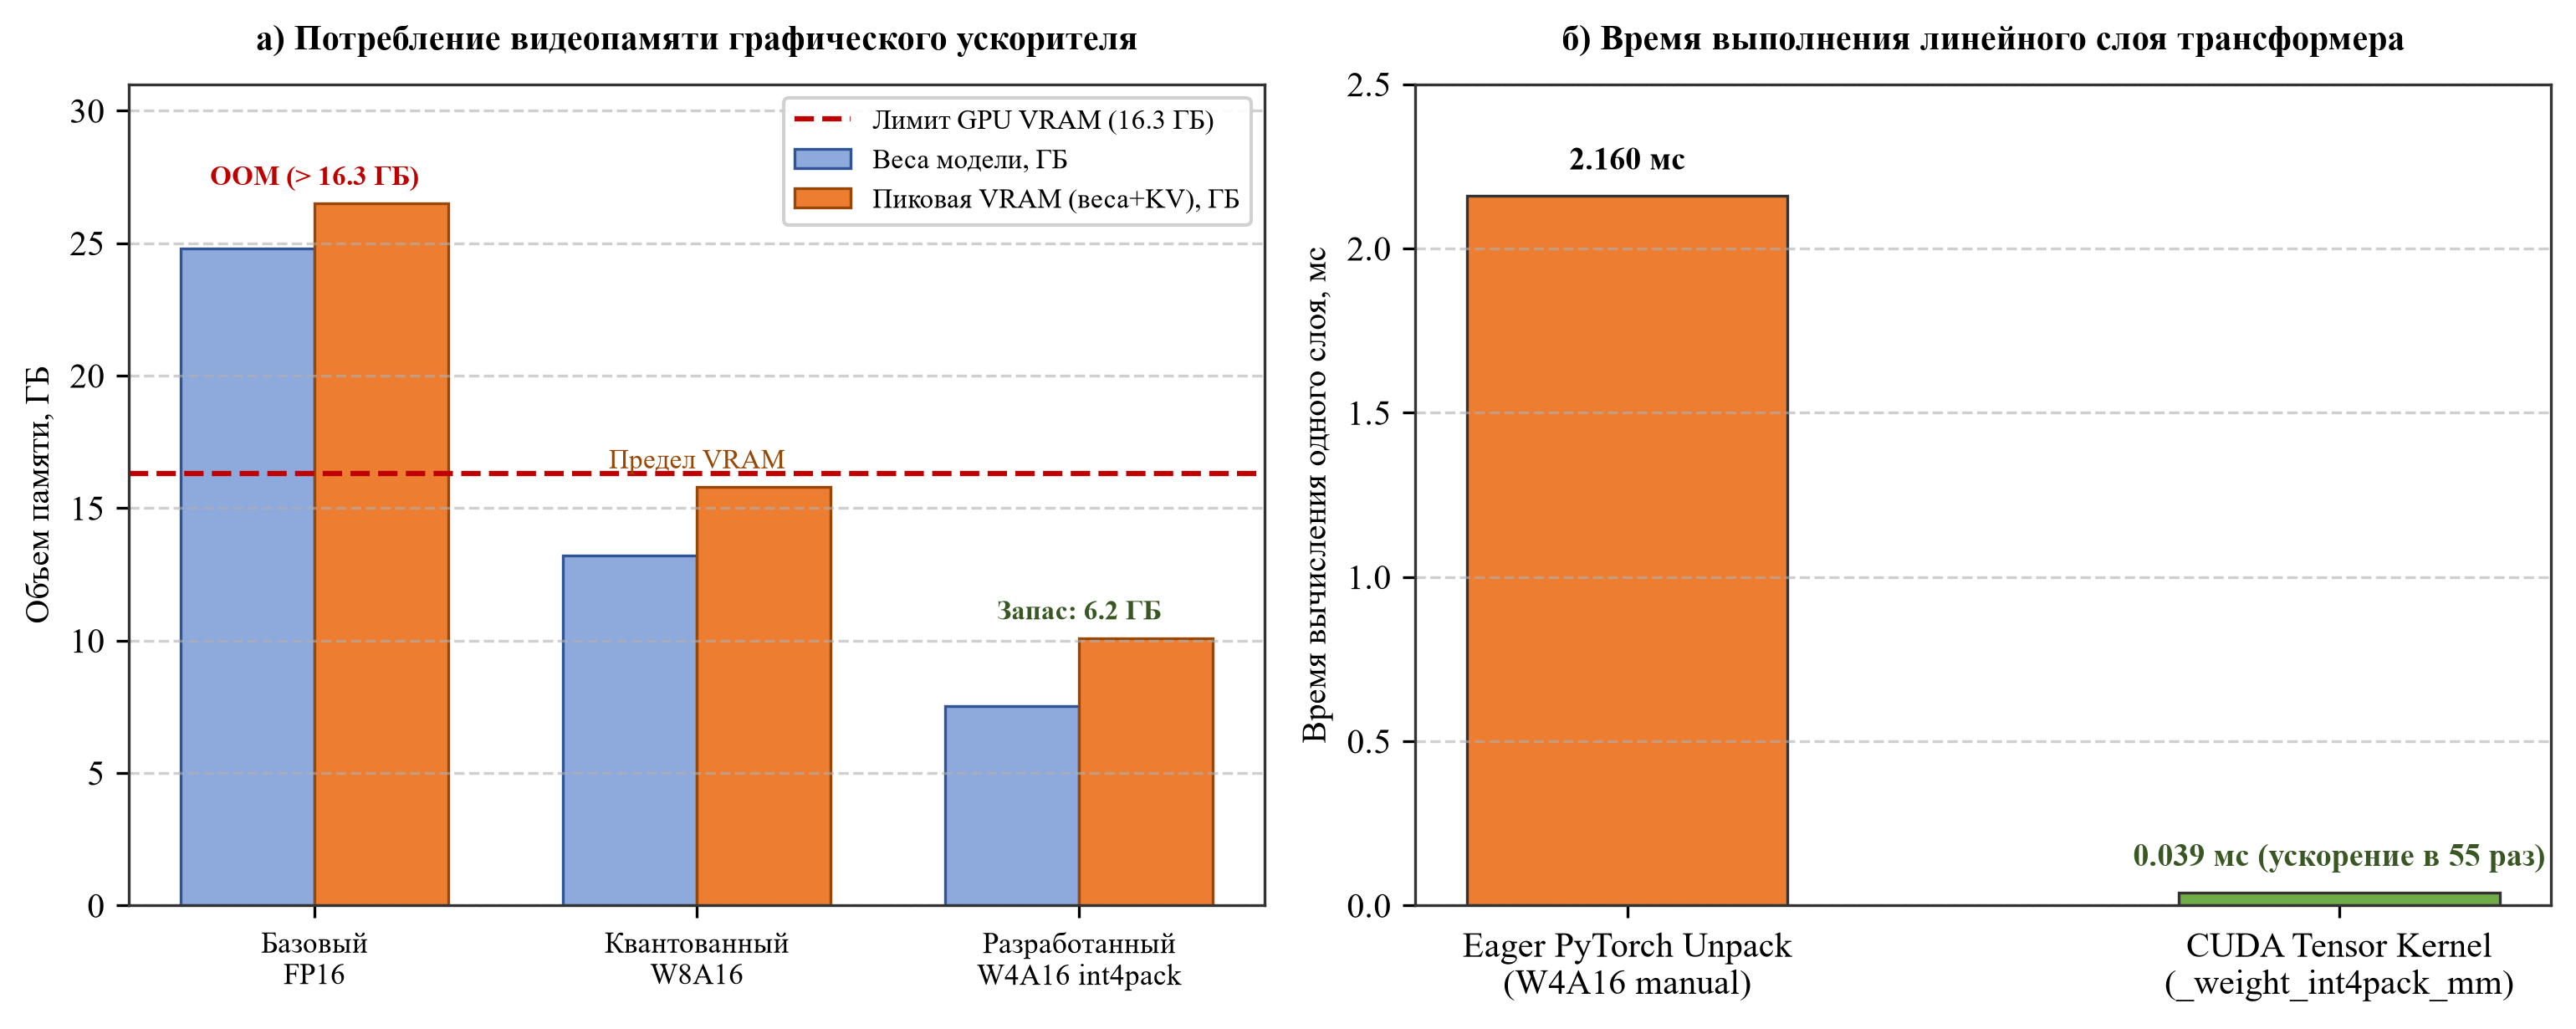 а) Потребление видеопамяти графического ускорителя
Объем памяти, ГБ
30
25
20
15
10
5
0
Лимит GPU VRAM (16.3 ГБ)
Веса модели, ГБ
Пиковая VRAM (веса+KV), ГБ
OOM (> 16.3 ГБ)
Предел VRAM
Запас: 6.2 ГБ
Базовый
FP16
Квантованный
W8A16
Разработанный
W4A16 int4pack
б) Время выполнения линейного слоя трансформера
Время вычисления одного слоя, мс
2.5
2.0
1.5
1.0
0.5
0.0
2.160 мс
0.039 мс (ускорение в 55 раз)
Eager PyTorch Unpack
(W4A16 manual)
CUDA Tensor Kernel
(_weight_int4pack_mm)